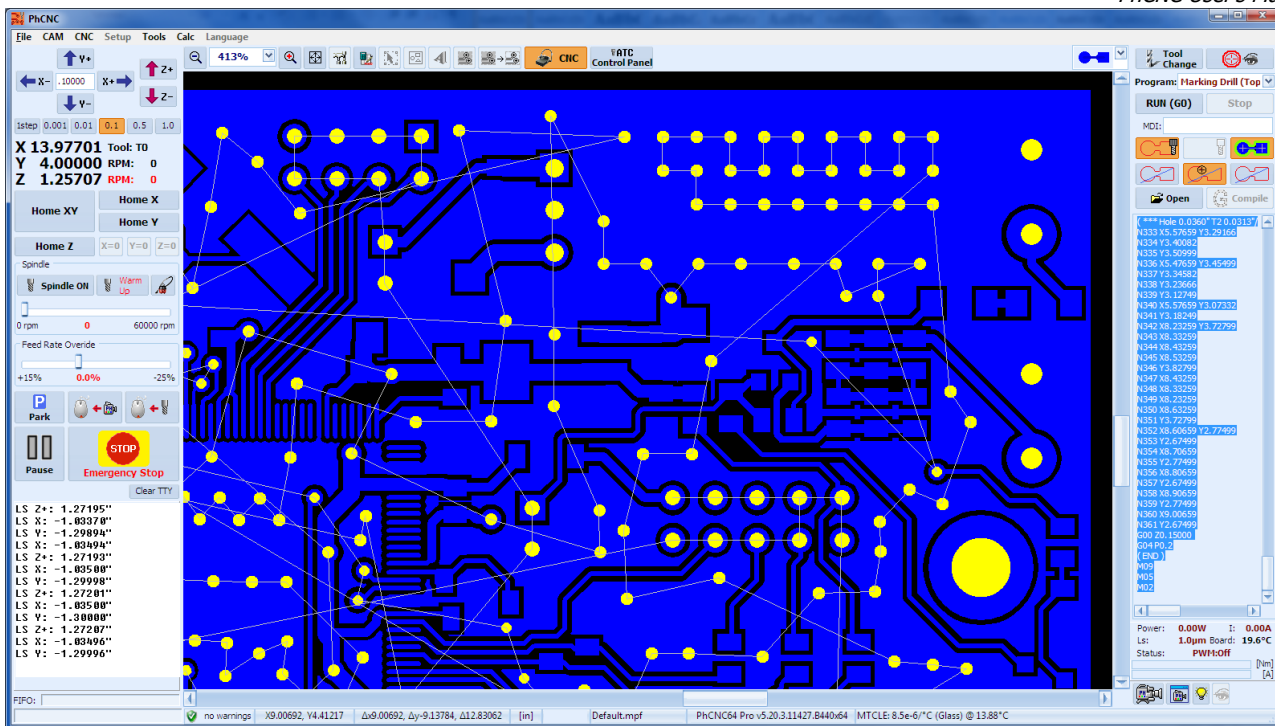 PhCNC
File CAM CNC Setup Tools Calc Language
Y+
X- .10000 X+
Z+
Y-
Z-
1step 0.001 0.01 0.1 0.5 1.0
X 13.97701 Tool: T0
Y 4.00000 RPM: 0
Z 1.25707 RPM: 0
Home XY
Home X
Home Y
Home Z X=0 Y=0 Z=0
Spindle
Spindle ON
Warm Up
0 rpm 0 60000 rpm
Feed Rate Overide
+15% 0.0% -25%
Park
Pause
STOP
Emergency Stop
Clear TTY
LS Z+: 1.27195"
LS X: -1.03370"
LS Y: -1.29894"
LS X: -1.03494"
LS Z+: 1.27193"
LS X: -1.03500"
LS Y: -1.29998"
LS Z+: 1.27201"
LS X: -1.03500"
LS Y: -1.30000"
LS Z+: 1.27207"
LS X: -1.03496"
LS Y: -1.29996"
FIFO:
413%
CNC
ATC
Control Panel
Tool
Change
Program: Marking Drill (Top
RUN (G0) Stop
MDI:
Open Compile
( *** Hole 0.0360" T2 0.0313"/
N333 X5.57659 Y3.29166
N334 Y3.40082
N335 Y3.50999
N336 X5.47659 Y3.45499
N337 Y3.34582
N338 Y3.23666
N339 Y3.12749
N340 X5.57659 Y3.07332
N341 Y3.18249
N342 X8.23259 Y3.72799
N343 X8.33259
N344 X8.43259
N345 X8.53259
N346 Y3.82799
N347 X8.43259
N348 X8.33259
N349 X8.23259
N350 X8.63259
N351 Y3.72799
N352 X8.60659 Y2.77499
N353 Y2.67499
N354 X8.70659
N355 Y2.77499
N356 X8.80659
N357 Y2.67499
N358 X8.90659
N359 Y2.77499
N360 X9.00659
N361 Y2.67499
G00 Z0.15000
G04 P0.2
( END )
M09
M05
M02
Power: 0.00W I: 0.00A
Ls: 1.0µm Board: 19.6°C
Status: PWM:Off
[Nm]
[A]
no warnings X9.00692, Y4.41217 Δx9.00692, Δy-9.13784, Δ12.83062 [in] Default.mpf PhCNC64 Pro v5.20.3.11427.B440x64 MTCLE: 8.5e-6/°C (Glass) @ 13.88°C